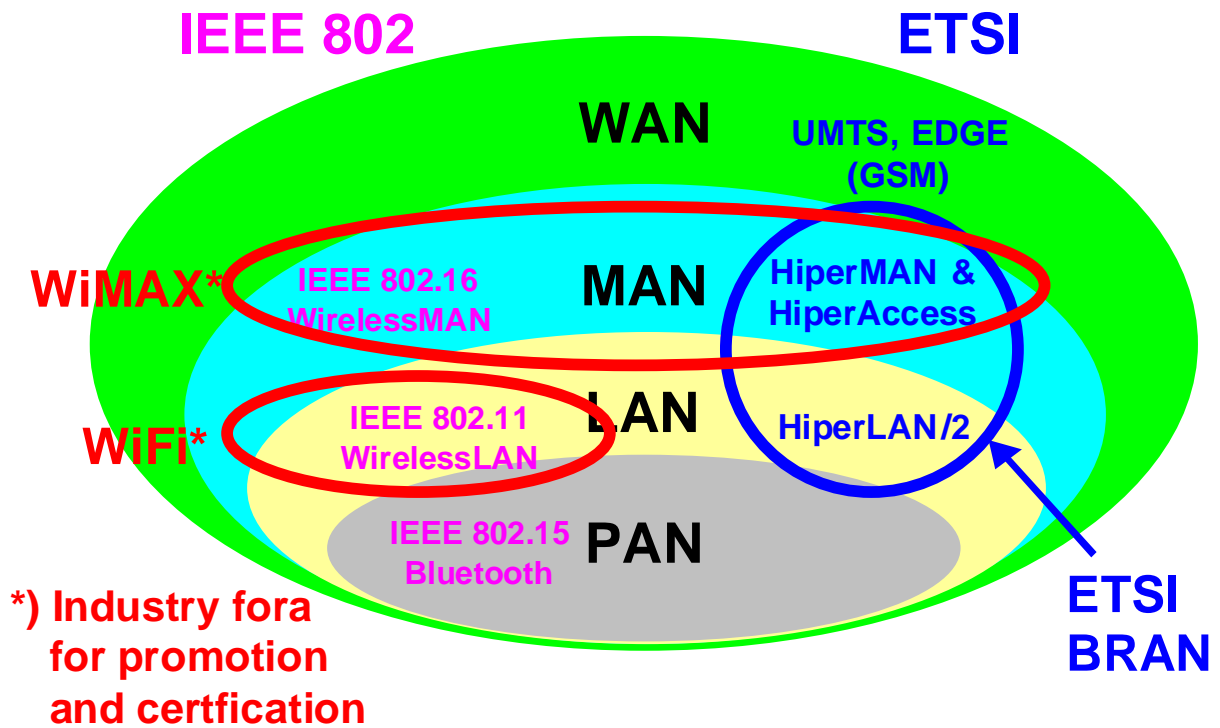 IEEE 802
ETSI
WAN
UMTS, EDGE
(GSM)
WiMAX*
IEEE 802.16
WirelessMAN
MAN
HiperMAN &
HiperAccess
WiFi*
IEEE 802.11
WirelessLAN
LAN
HiperLAN/2
IEEE 802.15
Bluetooth
PAN
*) Industry fora
for promotion
and certfication
ETSI
BRAN